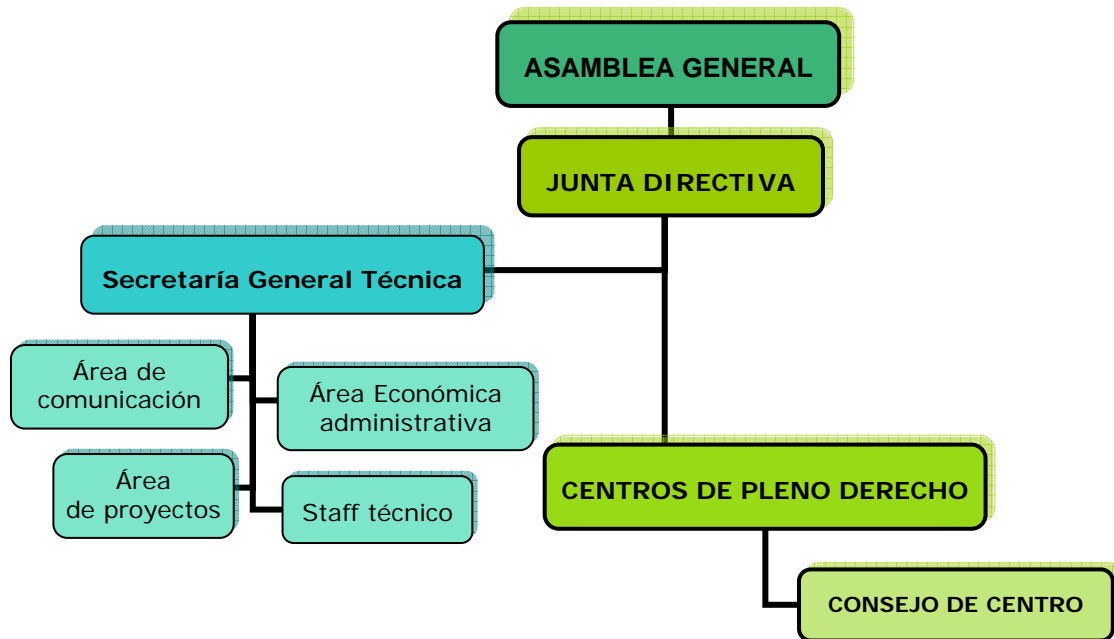 ASAMBLEA GENERAL
JUNTA DIRECTIVA
Secretaría General Técnica
Área de
comunicación
Área Económica
administrativa
Área
de proyectos
Staff técnico
CENTROS DE PLENO DERECHO
CONSEJO DE CENTRO